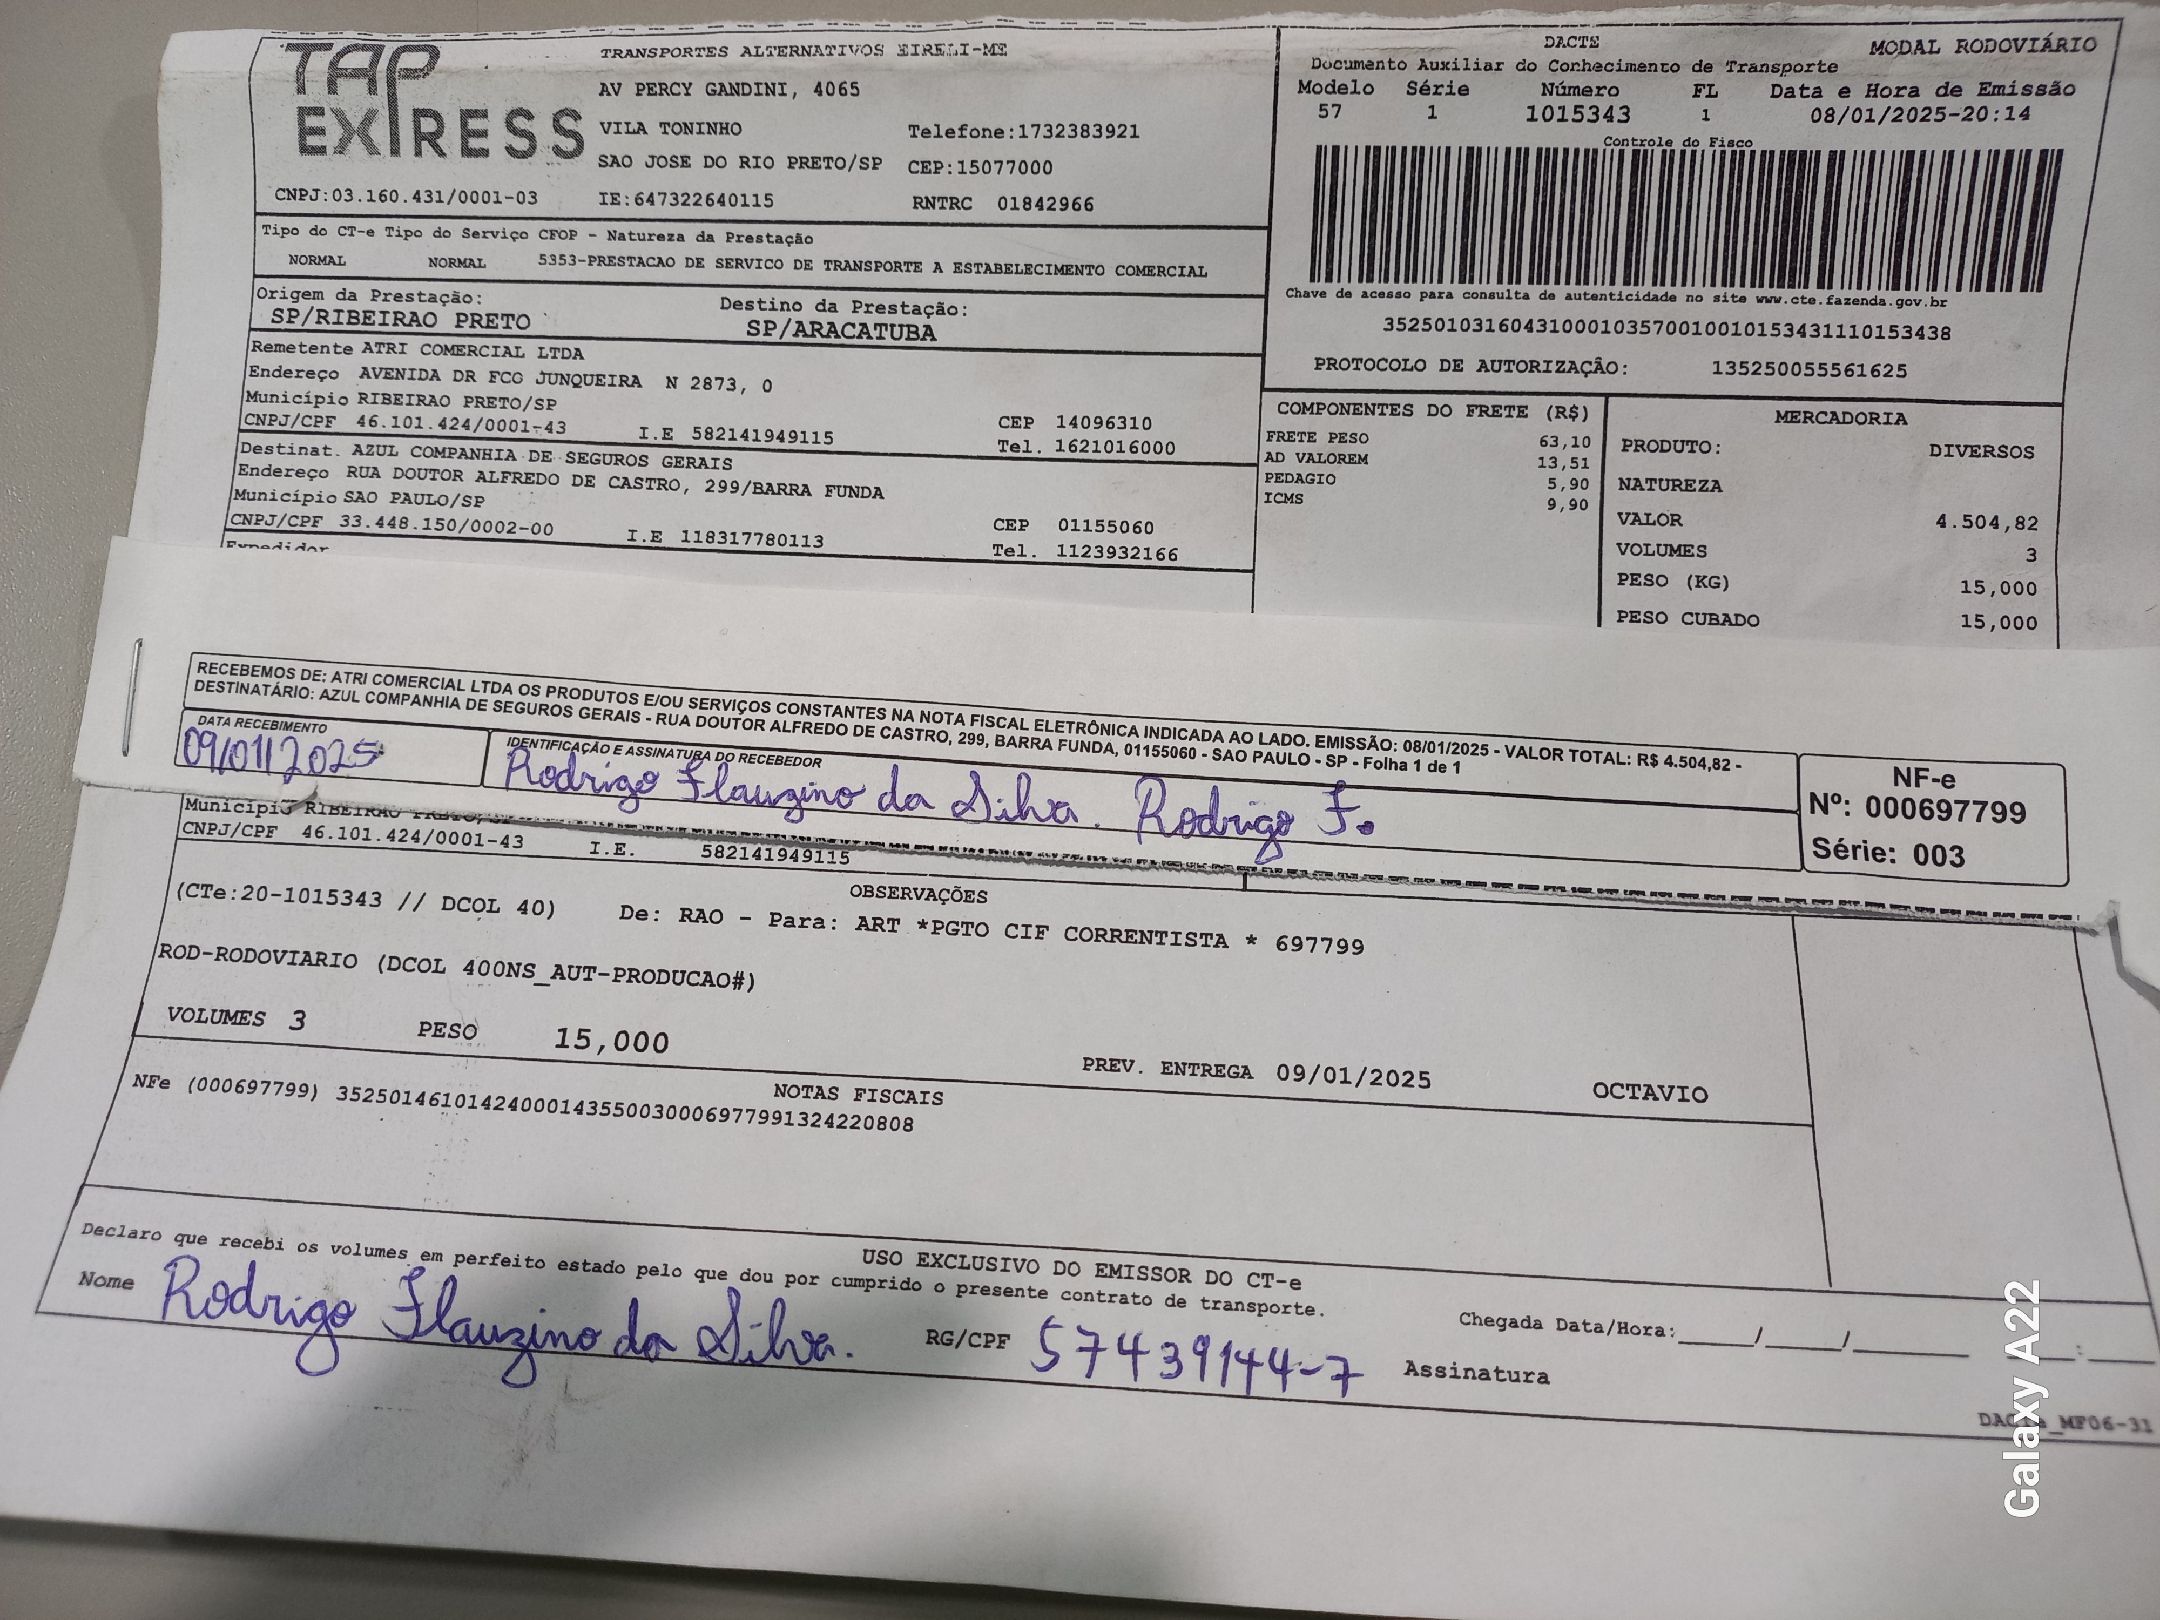 TAP EXPRESS
TRANSPORTES ALTERNATIVOS EIRELI-ME
AV PERCY GANDINI, 4065
VILA TONINHO Telefone:1732383921
SAO JOSE DO RIO PRETO/SP CEP:15077000
CNPJ:03.160.431/0001-03 IE:647322640115 RNTRC 01842966
DACTE MODAL RODOVIÁRIO
Documento Auxiliar do Conhecimento de Transporte
Modelo Série Número FL Data e Hora de Emissão
57 1 1015343 1 08/01/2025-20:14
Controle do Fisco
Chave de acesso para consulta de autenticidade no site www.cte.fazenda.gov.br
35250103160431000103570010010153431110153438
PROTOCOLO DE AUTORIZAÇÃO: 135250055561625
Tipo do CT-e Tipo do Serviço CFOP - Natureza da Prestação
NORMAL NORMAL 5353-PRESTACAO DE SERVICO DE TRANSPORTE A ESTABELECIMENTO COMERCIAL
Origem da Prestação: Destino da Prestação:
SP/RIBEIRAO PRETO SP/ARACATUBA
Remetente ATRI COMERCIAL LTDA
Endereço AVENIDA DR FCO JUNQUEIRA N 2873, 0
Município RIBEIRAO PRETO/SP CEP 14096310
CNPJ/CPF 46.101.424/0001-43 I.E 582141949115 Tel. 1621016000
Destinat. AZUL COMPANHIA DE SEGUROS GERAIS
Endereço RUA DOUTOR ALFREDO DE CASTRO, 299/BARRA FUNDA
Município SAO PAULO/SP CEP 01155060
CNPJ/CPF 33.448.150/0002-00 I.E 118317780113 Tel. 1123932166
Expedidor
COMPONENTES DO FRETE (R$)
FRETE PESO 63,10
AD VALOREM 13,51
PEDAGIO 5,90
ICMS 9,90
MERCADORIA
PRODUTO: DIVERSOS
NATUREZA
VALOR 4.504,82
VOLUMES 3
PESO (KG) 15,000
PESO CUBADO 15,000
RECEBEMOS DE: ATRI COMERCIAL LTDA OS PRODUTOS E/OU SERVIÇOS CONSTANTES NA NOTA FISCAL ELETRÔNICA INDICADA AO LADO. EMISSÃO: 08/01/2025 - VALOR TOTAL: R$ 4.504,82 -
DESTINATÁRIO: AZUL COMPANHIA DE SEGUROS GERAIS - RUA DOUTOR ALFREDO DE CASTRO, 299, BARRA FUNDA, 01155060 - SAO PAULO - SP - Folha 1 de 1
DATA RECEBIMENTO IDENTIFICAÇÃO E ASSINATURA DO RECEBEDOR
09/01/2025 Rodrigo Flauzino da Silva. Rodrigo F.
NF-e
Nº: 000697799
Série: 003
Município RIBEIRAO PRETO/SP
CNPJ/CPF 46.101.424/0001-43 I.E. 582141949115
OBSERVAÇÕES
(CTe:20-1015343 // DCOL 40) De: RAO - Para: ART *PGTO CIF CORRENTISTA * 697799
ROD-RODOVIARIO (DCOL 400NS_AUT-PRODUCAO#)
VOLUMES 3 PESO 15,000 PREV. ENTREGA 09/01/2025 OCTAVIO
NOTAS FISCAIS
NFe (000697799) 35250146101424000143550030006977991324220808
USO EXCLUSIVO DO EMISSOR DO CT-e
Declaro que recebi os volumes em perfeito estado pelo que dou por cumprido o presente contrato de transporte.
Nome Rodrigo Flauzino da Silva. RG/CPF 57439144-7 Assinatura
Chegada Data/Hora:_____/_____/_______ ____:____
MF06-31
Galaxy A22